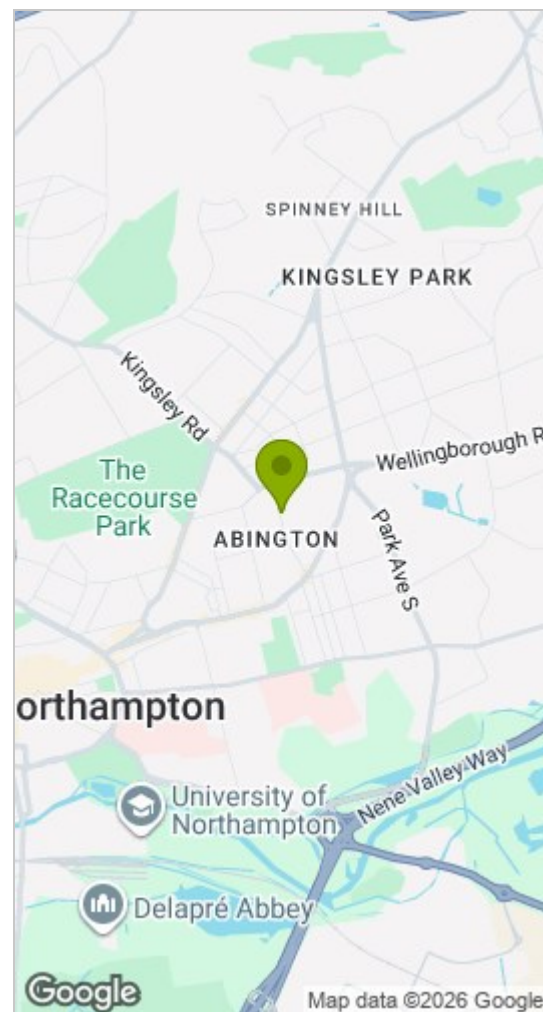 SPINNEY HILL
KINGSLEY PARK
Kingsley Rd
Wellingborough R
The
Racecourse
Park
ABINGTON
Park Ave S
orthampton
University of
Northampton
Nene Valley Way
Delapré Abbey
Google
Map data ©2026 Google